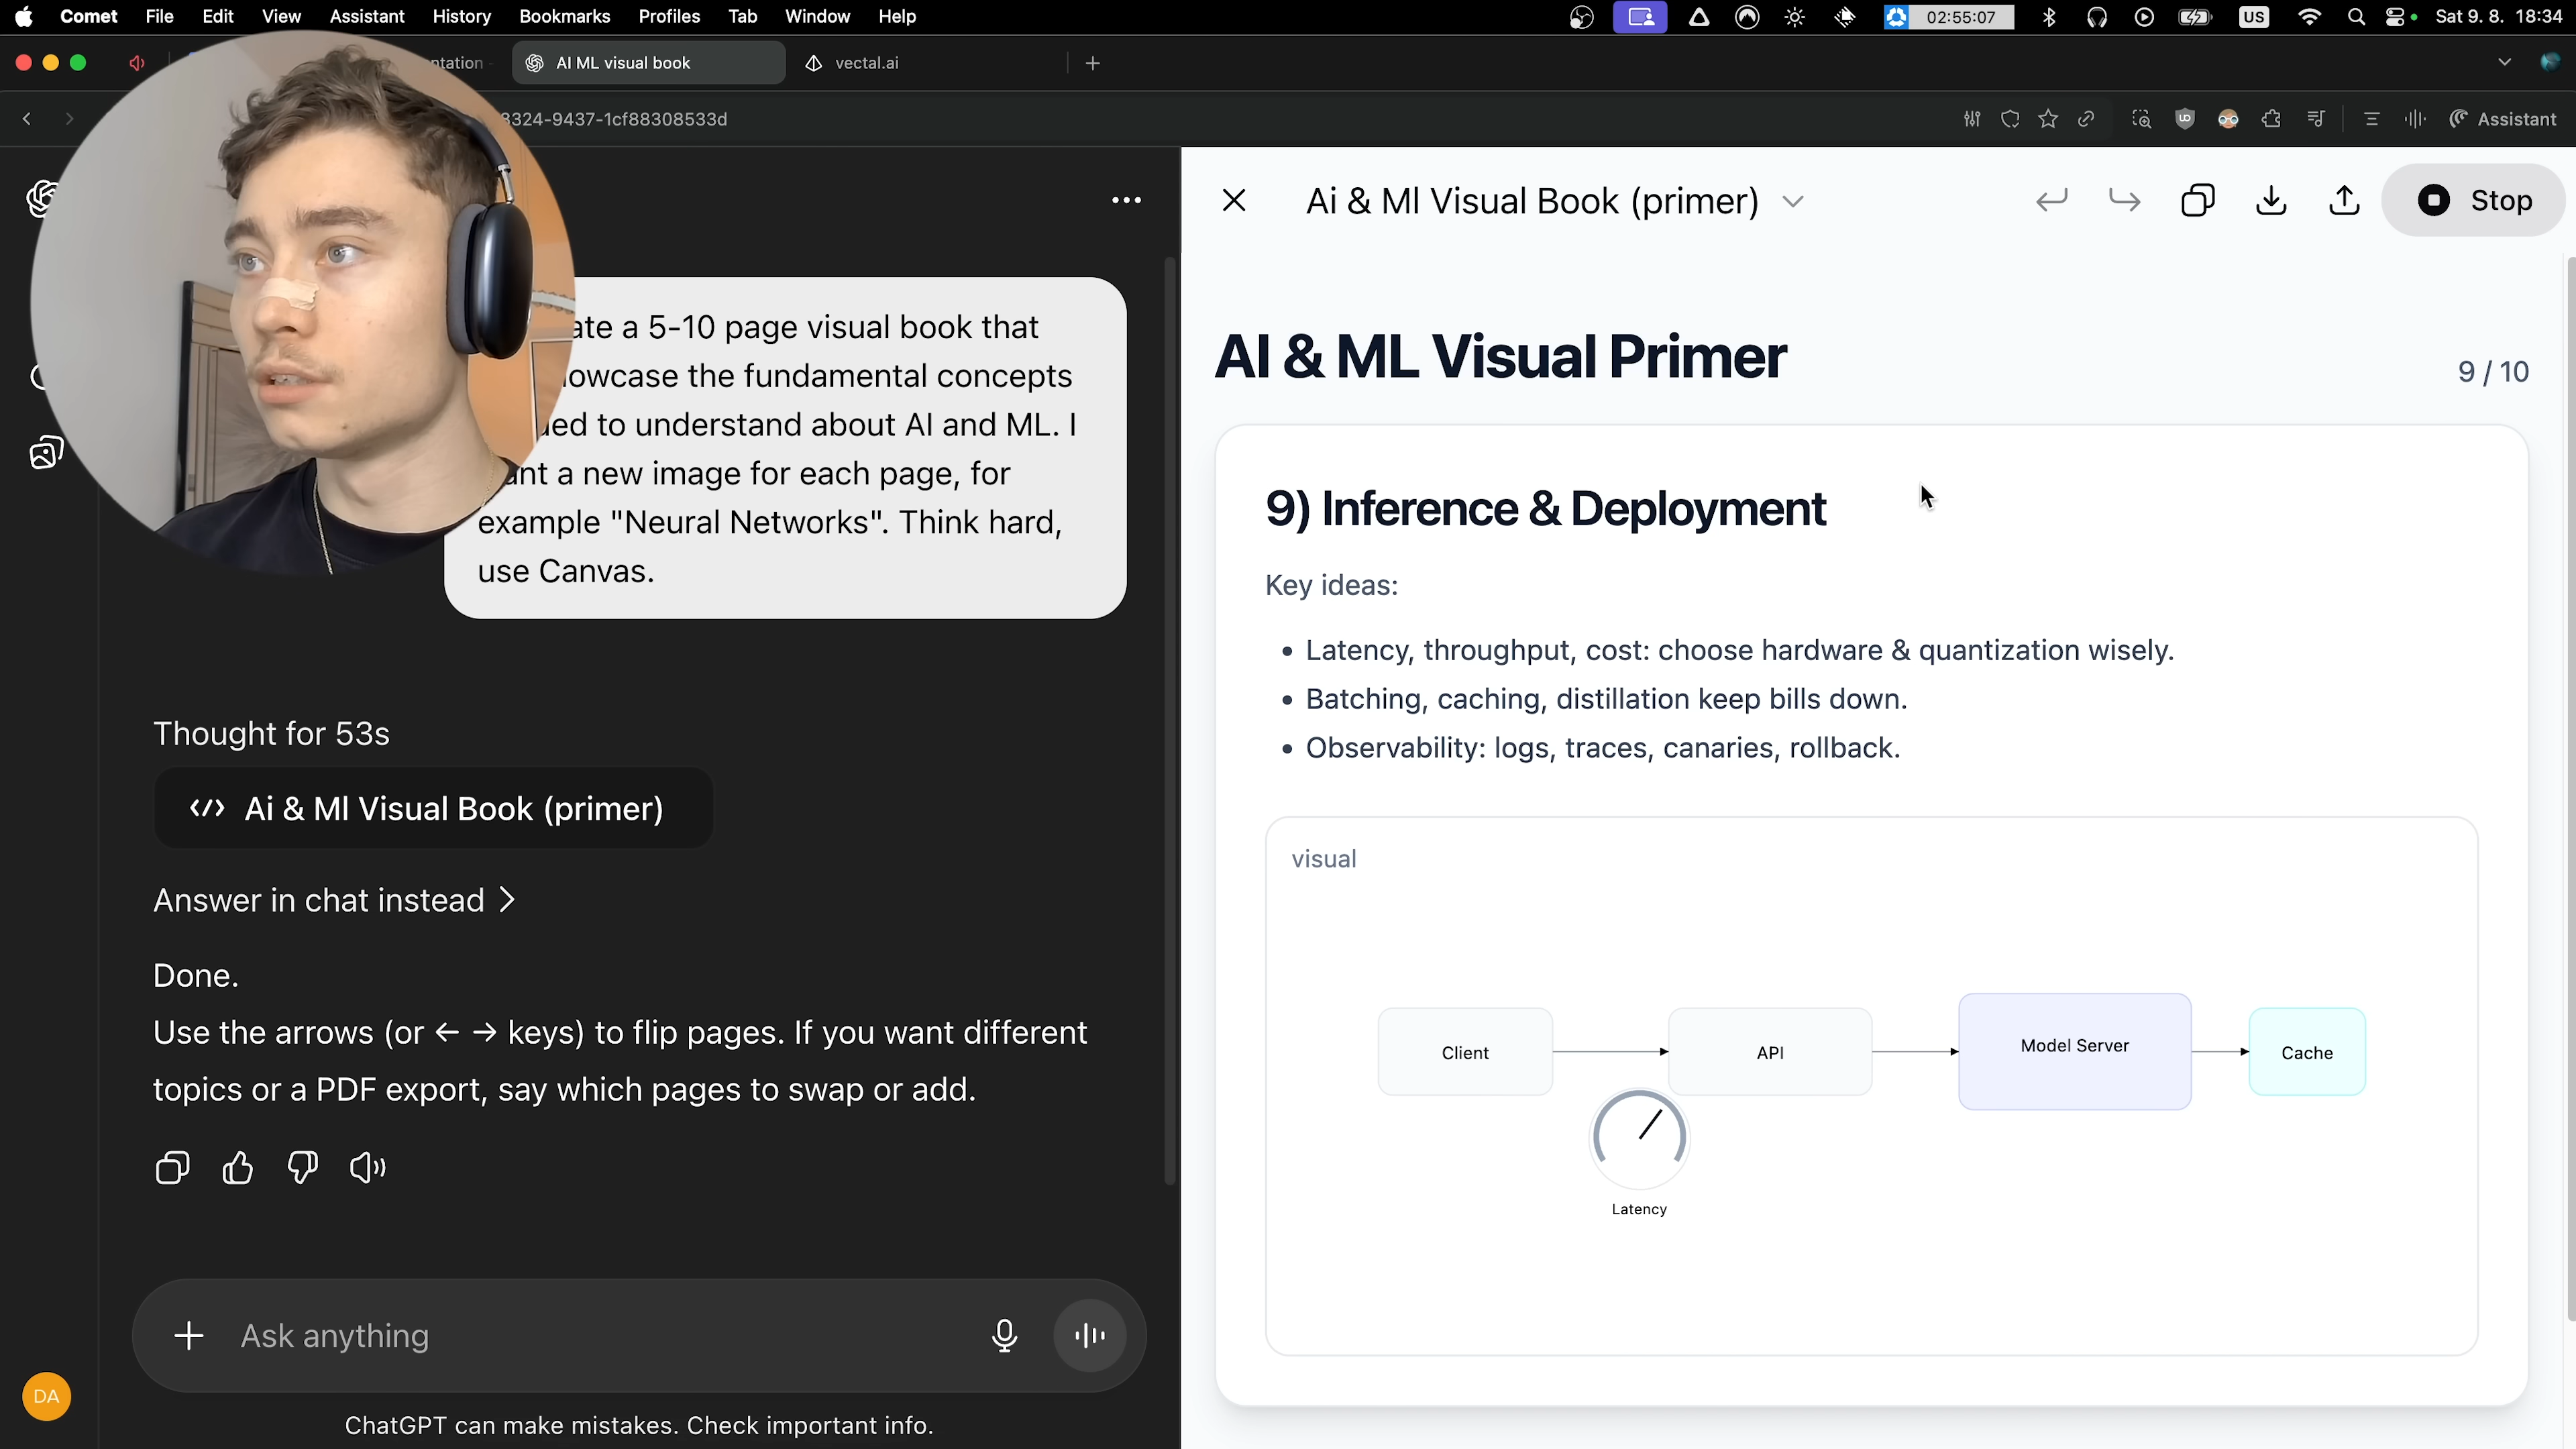 Comet File Edit View Assistant History Bookmarks Profiles Tab Window Help 02:55:07 US Sat 9. 8. 18:34
AI ML visual book vectal.ai
8324-9437-1cf88308533d Assistant
Ai & Ml Visual Book (primer) Stop
a 5-10 page visual book that
the fundamental concepts
to understand about AI and ML. I
a new image for each page, for
example "Neural Networks". Think hard,
use Canvas.
Thought for 53s
Ai & Ml Visual Book (primer)
Answer in chat instead >
Done.
Use the arrows (or ← → keys) to flip pages. If you want different
topics or a PDF export, say which pages to swap or add.
Ask anything
DA
ChatGPT can make mistakes. Check important info.
AI & ML Visual Primer
9 / 10
9) Inference & Deployment
Key ideas:
• Latency, throughput, cost: choose hardware & quantization wisely.
• Batching, caching, distillation keep bills down.
• Observability: logs, traces, canaries, rollback.
visual
Client API Model Server Cache
Latency